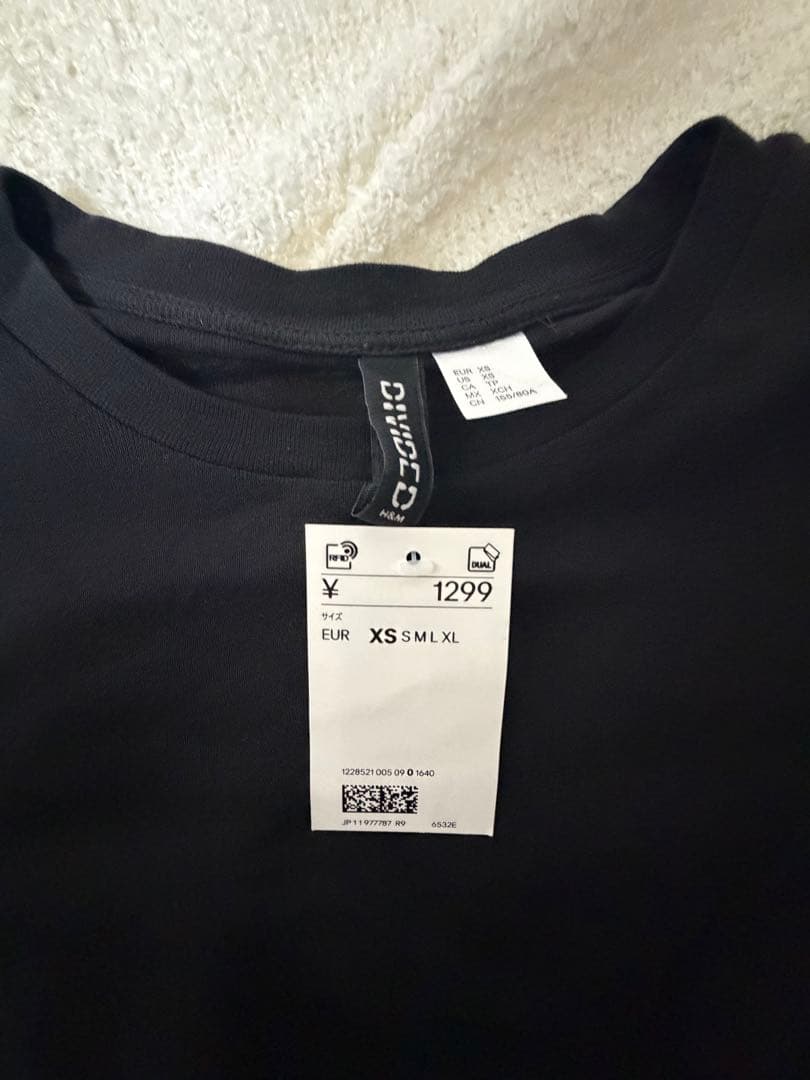 EUR XS
US XS
CA TP
MX XCH
CN 155/80A
DIVIDED
H&M
RFID
DUAL
¥ 1299
サイズ
EUR XS S M L XL
1228521 005 09 0 1640
JP11977787 R9 6532E